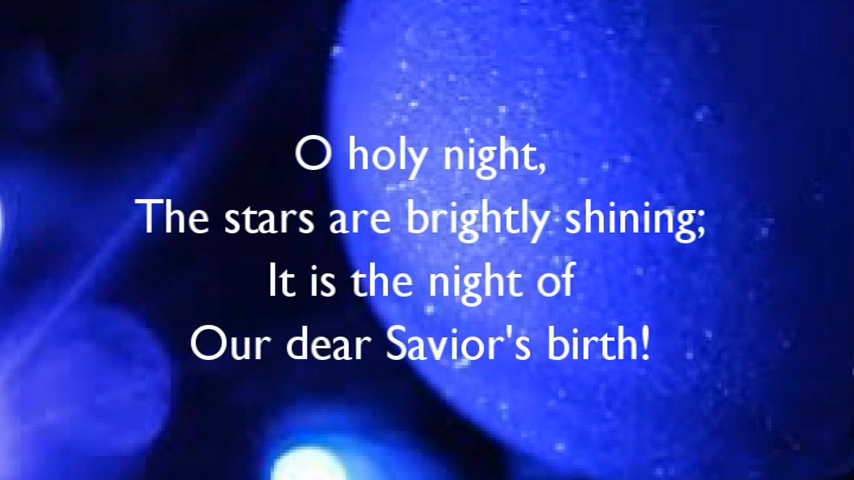 O holy night,
The stars are brightly shining;
It is the night of
Our dear Savior's birth!